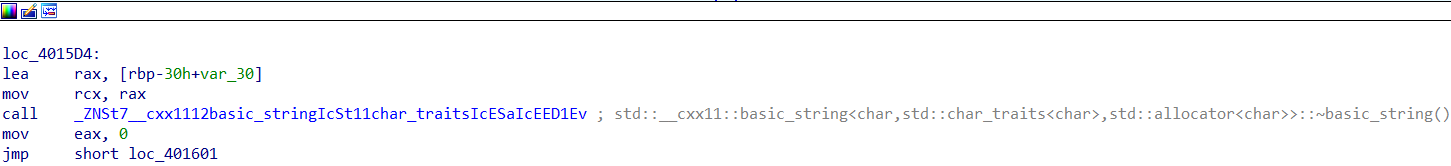 loc_4015D4:
lea     rax, [rbp-30h+var_30]
mov     rcx, rax
call    _ZNSt7__cxx1112basic_stringIcSt11char_traitsIcESaIcEED1Ev ; std::__cxx11::basic_string<char,std::char_traits<char>,std::allocator<char>>::~basic_string()
mov     eax, 0
jmp     short loc_401601